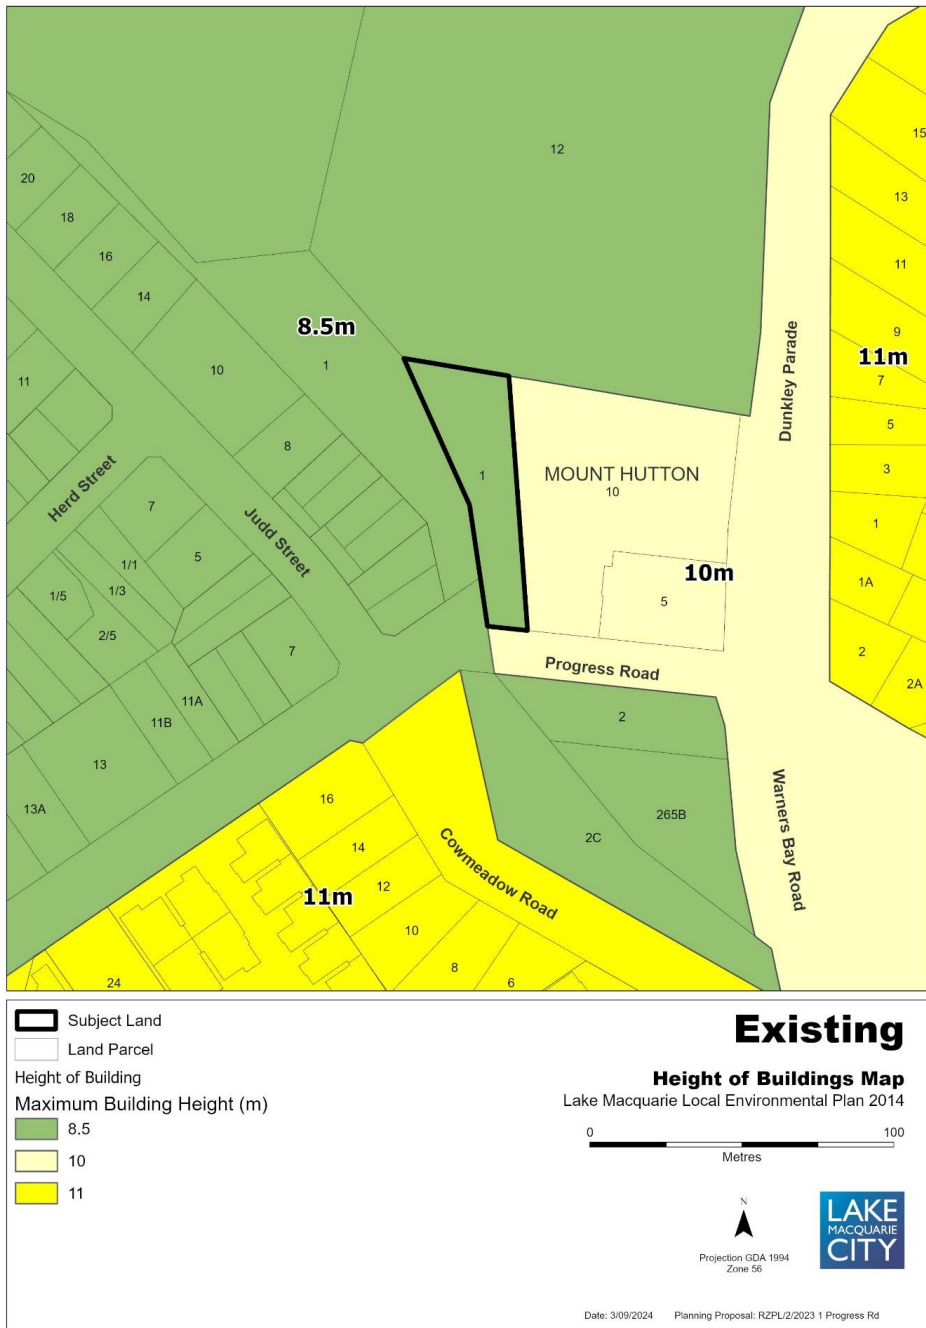 12
15
13
11
9
11m
7
5
3
1
1A
2
2A
Dunkley Parade
20
18
16
14
10
8.5m
1
11
8
Herd Street
Judd Street
7
5
1/1
1/3
1/5
2/5
7
11A
11B
13
13A
1
MOUNT HUTTON
10
10m
5
Progress Road
2
265B
2C
Warners Bay Road
Cowmeadow Road
16
14
12
11m
10
8
6
24
Subject Land
Land Parcel
Height of Building
Maximum Building Height (m)
8.5
10
11
Existing
Height of Buildings Map
Lake Macquarie Local Environmental Plan 2014
0 100
Metres
N
Projection GDA 1994
Zone 56
LAKE
MACQUARIE
CITY
Date: 3/09/2024 Planning Proposal: RZPL/2/2023 1 Progress Rd